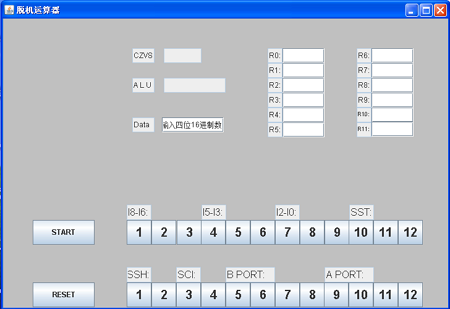 脱机运算器
CZVS
R0:
R6:
R1:
R7:
A L U
R2:
R8:
R3:
R9:
Data
输入四位16进制数
R4:
R10:
R5:
R11:
I8-I6:
I5-I3:
I2-I0:
SST:
START
1 2 3 4 5 6 7 8 9 10 11 12
SSH:
SCI:
B PORT:
A PORT:
RESET
1 2 3 4 5 6 7 8 9 10 11 12